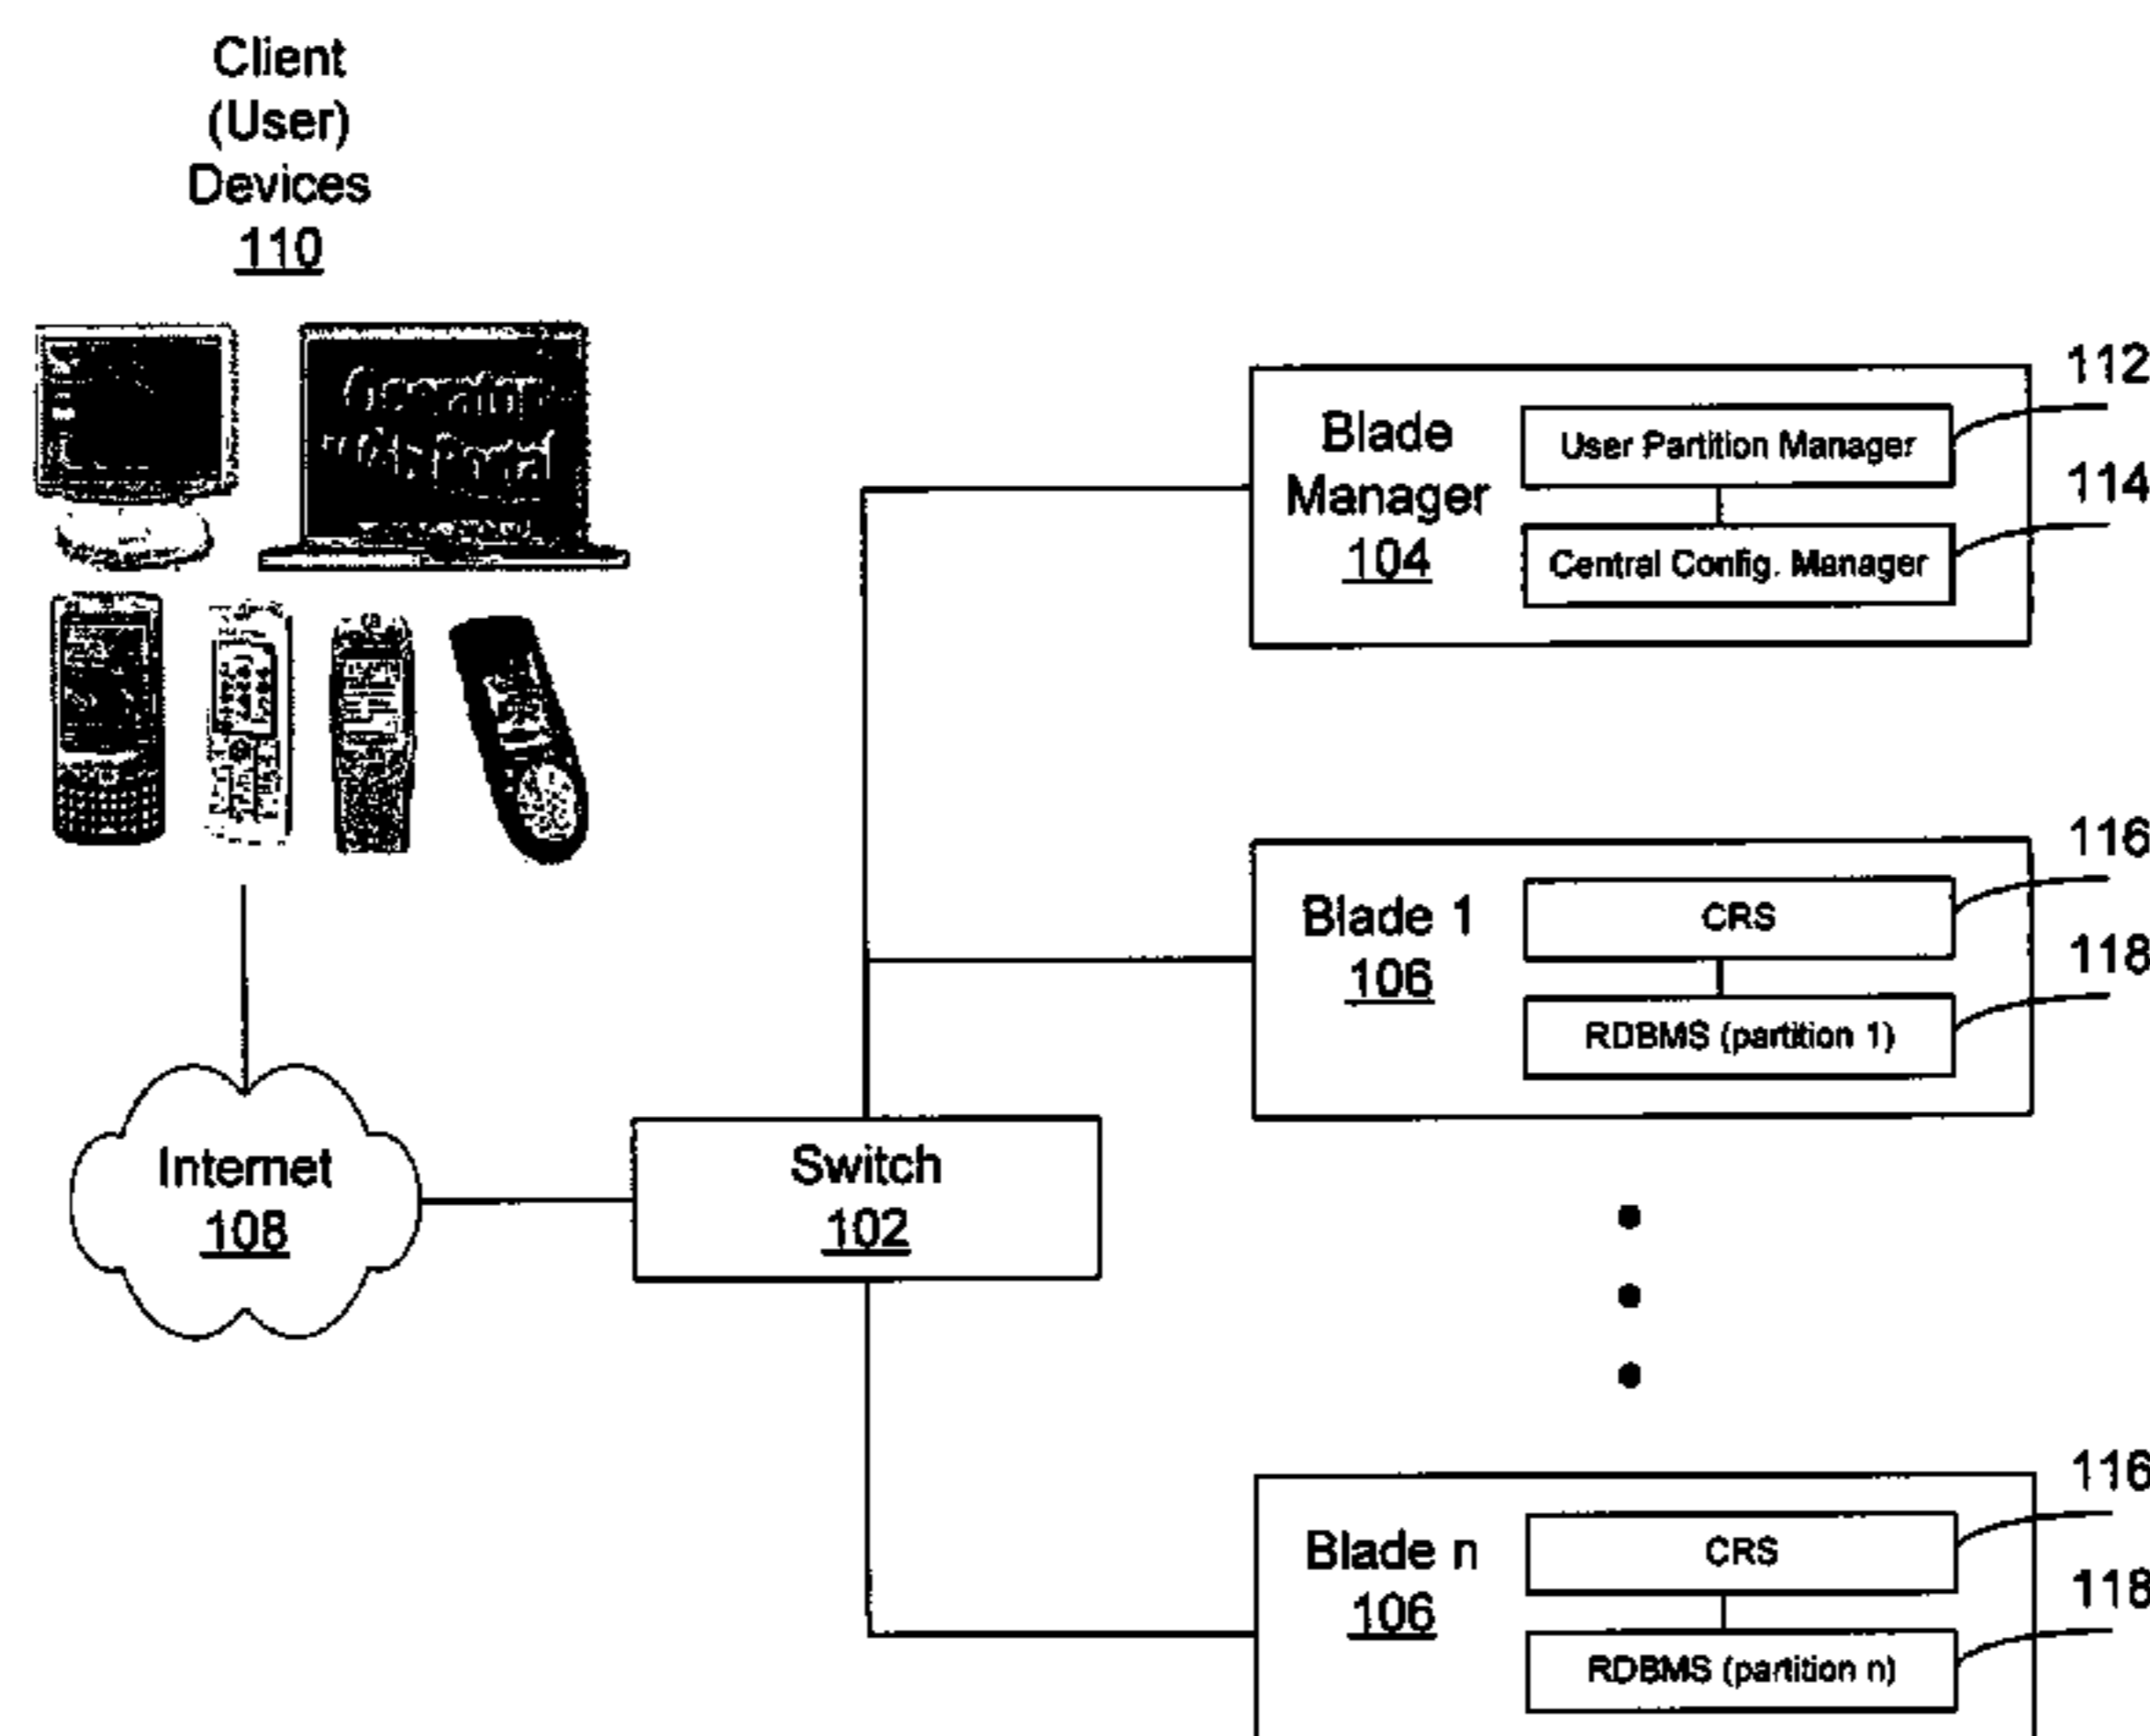 Client
(User)
Devices
110
112
Blade
Manager
104
User Partition Manager
114
Central Config. Manager
116
Blade 1
106
CRS
118
RDBMS (partition 1)
Internet
108
Switch
102
116
Blade n
106
CRS
118
RDBMS (partition n)